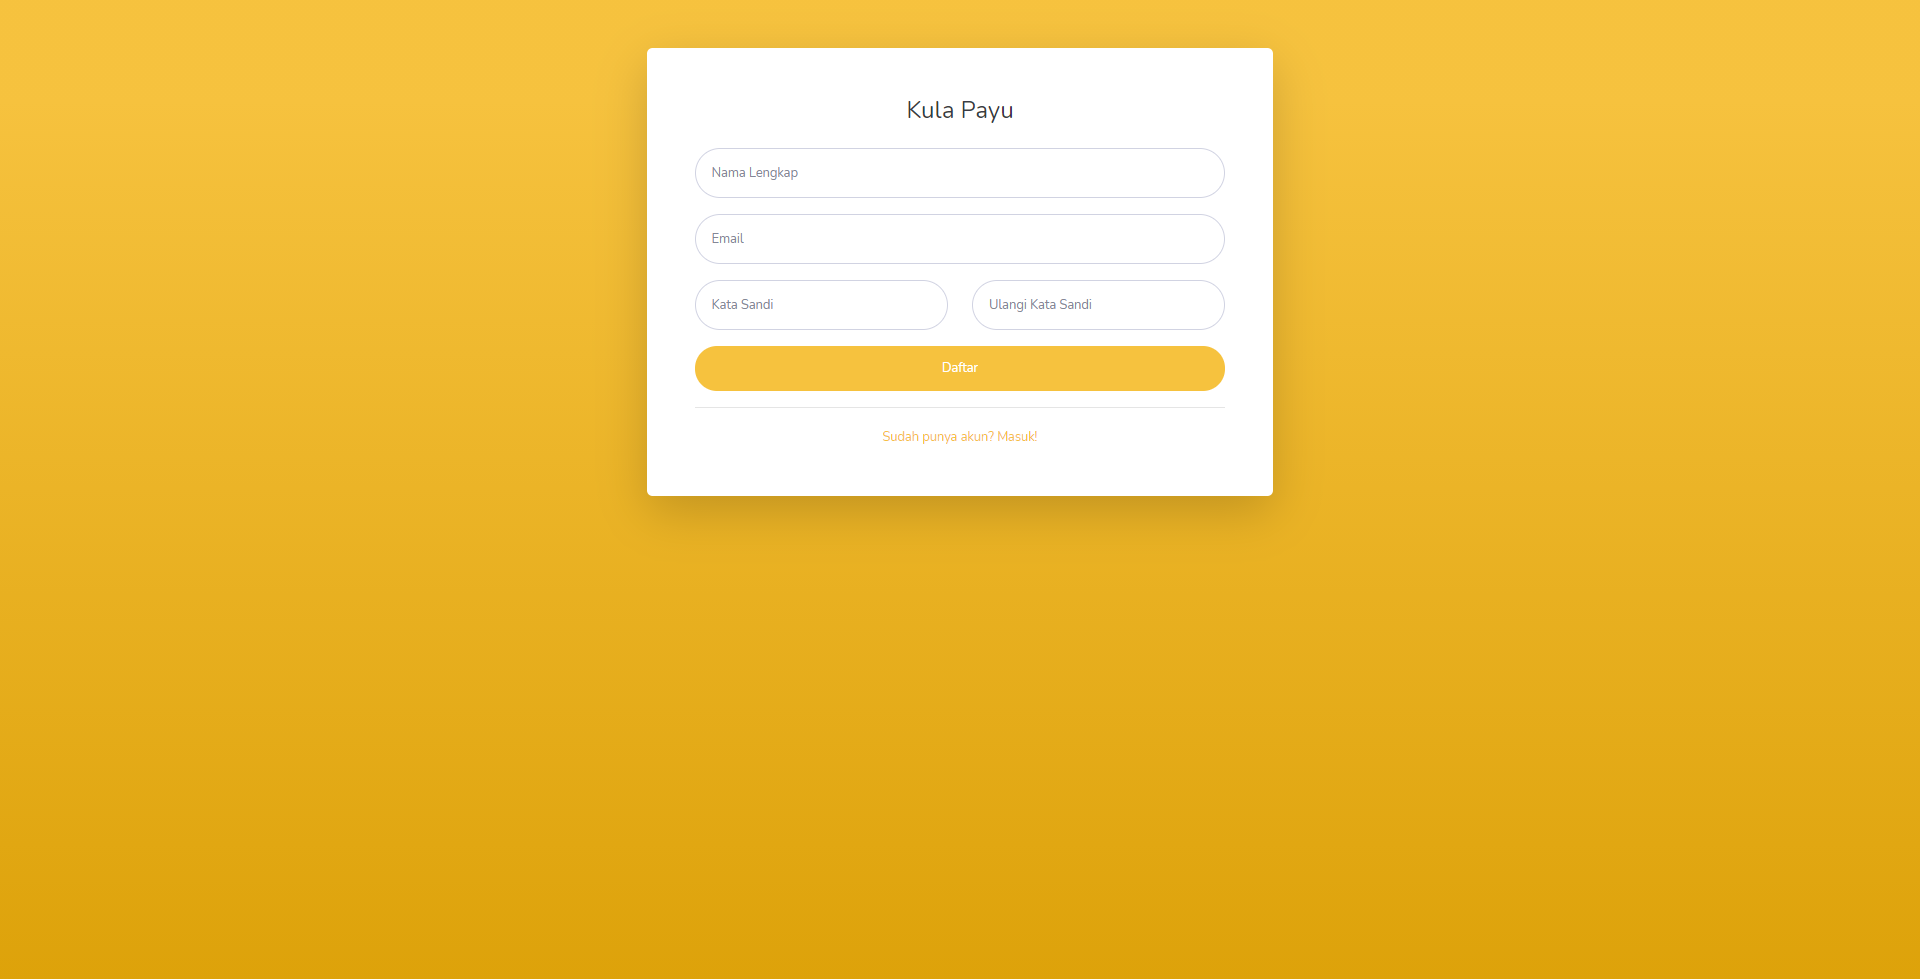 Kula Payu
Nama Lengkap
Email
Kata Sandi Ulangi Kata Sandi
Daftar
Sudah punya akun? Masuk!